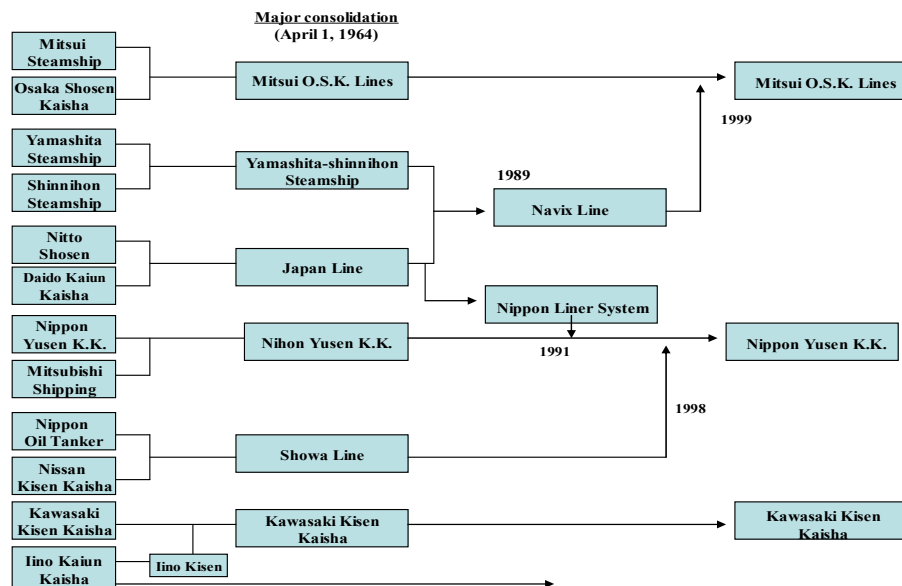 Major consolidation
(April 1, 1964)
Mitsui
Steamship
Osaka Shosen
Kaisha
Mitsui O.S.K. Lines
Mitsui O.S.K. Lines
1999
Yamashita
Steamship
Shinnihon
Steamship
Yamashita-shinnihon
Steamship
1989
Navix Line
Nitto
Shosen
Daido Kaiun
Kaisha
Japan Line
Nippon Liner System
Nippon
Yusen K.K.
Mitsubishi
Shipping
Nihon Yusen K.K.
1991
Nippon Yusen K.K.
1998
Nippon
Oil Tanker
Nissan
Kisen Kaisha
Showa Line
Kawasaki
Kisen Kaisha
Kawasaki Kisen
Kaisha
Kawasaki Kisen
Kaisha
Iino Kaiun
Kaisha
Iino Kisen